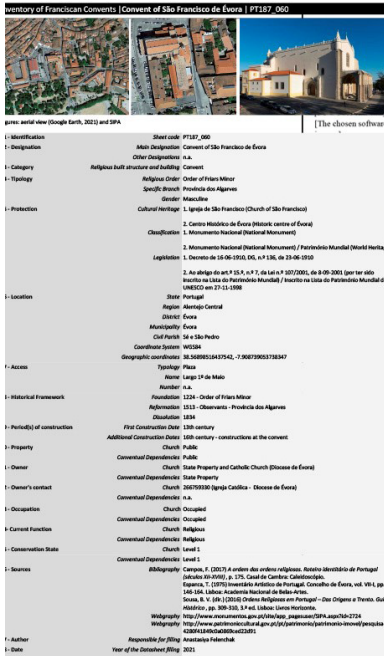 nventory of Franciscan Convents |Convent of São Francisco de Évora | PT187_060
gures: aerial view (Google Earth, 2021) and SIPA
[The chosen software
- Identification Sheet code PT187_060
- Designation Main Designation Convent of São Francisco de Évora
Other Designations n.a.
- Category Religious built structure and building Convent
- Tipology Religious Order Order of Friars Minor
Specific Branch Província dos Algarves
Gender Masculine
- Protection Cultural Heritage 1. Igreja de São Francisco (Church of São Francisco)
2. Centro Histórico de Évora (Historic centre of Évora)
Classification 1. Monumento Nacional (National Monument)
2. Monumento Nacional (National Monument) / Património Mundial (World Herita
Legislation 1. Decreto de 16-06-1910, DG, n.º 136, de 23-06-1910
2. Ao abrigo do art.º 15.º, n.º 7, da Lei n.º 107/2001, de 8-09-2001 (por ter sido
inscrito na Lista do Património Mundial) / Inscrito na Lista do Património Mundial d
UNESCO em 27-11-1998
- Location State Portugal
Region Alentejo Central
District Évora
Municipality Évora
Civil Parish Sé e São Pedro
Coordinate System WGS84
Geographic coordinates
- Access Typology Plaza
Name Largo 1º de Maio
Number n.a.
- Historical Framework Foundation 1224 - Order of Friars Minor
Reformation 1513 - Observants - Província dos Algarves
Dissolution 1834
- Period(s) of construction First Construction Date 13th century
Additional Construction Dates 16th century - constructions at the convent
- Property Church Public
Conventual Dependencies Public
- Owner Church State Property and Catholic Church (Diocese de Évora)
Conventual Dependencies State Property
- Owner's contact Church 266759330 (Igreja Católica - Diocese de Évora)
Conventual Dependencies n.a.
- Occupation Church Occupied
Conventual Dependencies Occupied
- Current Function Church Religious
Conventual Dependencies Religious
- Conservation State Church Level 1
Conventual Dependencies Level 1
- Sources Bibliography Campos, F. (2017) A ordem das ordens religiosas. Roteiro identitário de Portugal
(séculos XII-XVIII) , p. 175. Casal de Cambra: Caleidoscópio.
Espanca, T. (1975) Inventário Artístico de Portugal. Concelho de Évora, vol. VII-I, pp.
146-164. Lisboa: Academia Nacional de Belas-Artes.
Sousa, B. V. (dir.) (2016) Ordens Religiosas em Portugal – Das Origens a Trento. Gui
Histórico , pp. 309-310, 3.ª ed. Lisboa: Livros Horizonte.
Webgraphy http://www.monumentos.gov.pt/site/app_pagesuser/SIPA.aspx?id=2724
Webgraphy http://www.patrimoniocultural.gov.pt/pt/patrimonio/patrimonio-imovel/pesquisa
- Author Responsible for filling Anastasiya Felenchak
- Date Year of the Datasheet filling 2021